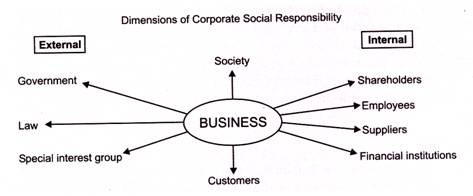 Dimensions of Corporate Social Responsibility
External
Internal
Society
Government
Shareholders
Employees
Law
BUSINESS
Suppliers
Special interest group
Financial institutions
Customers